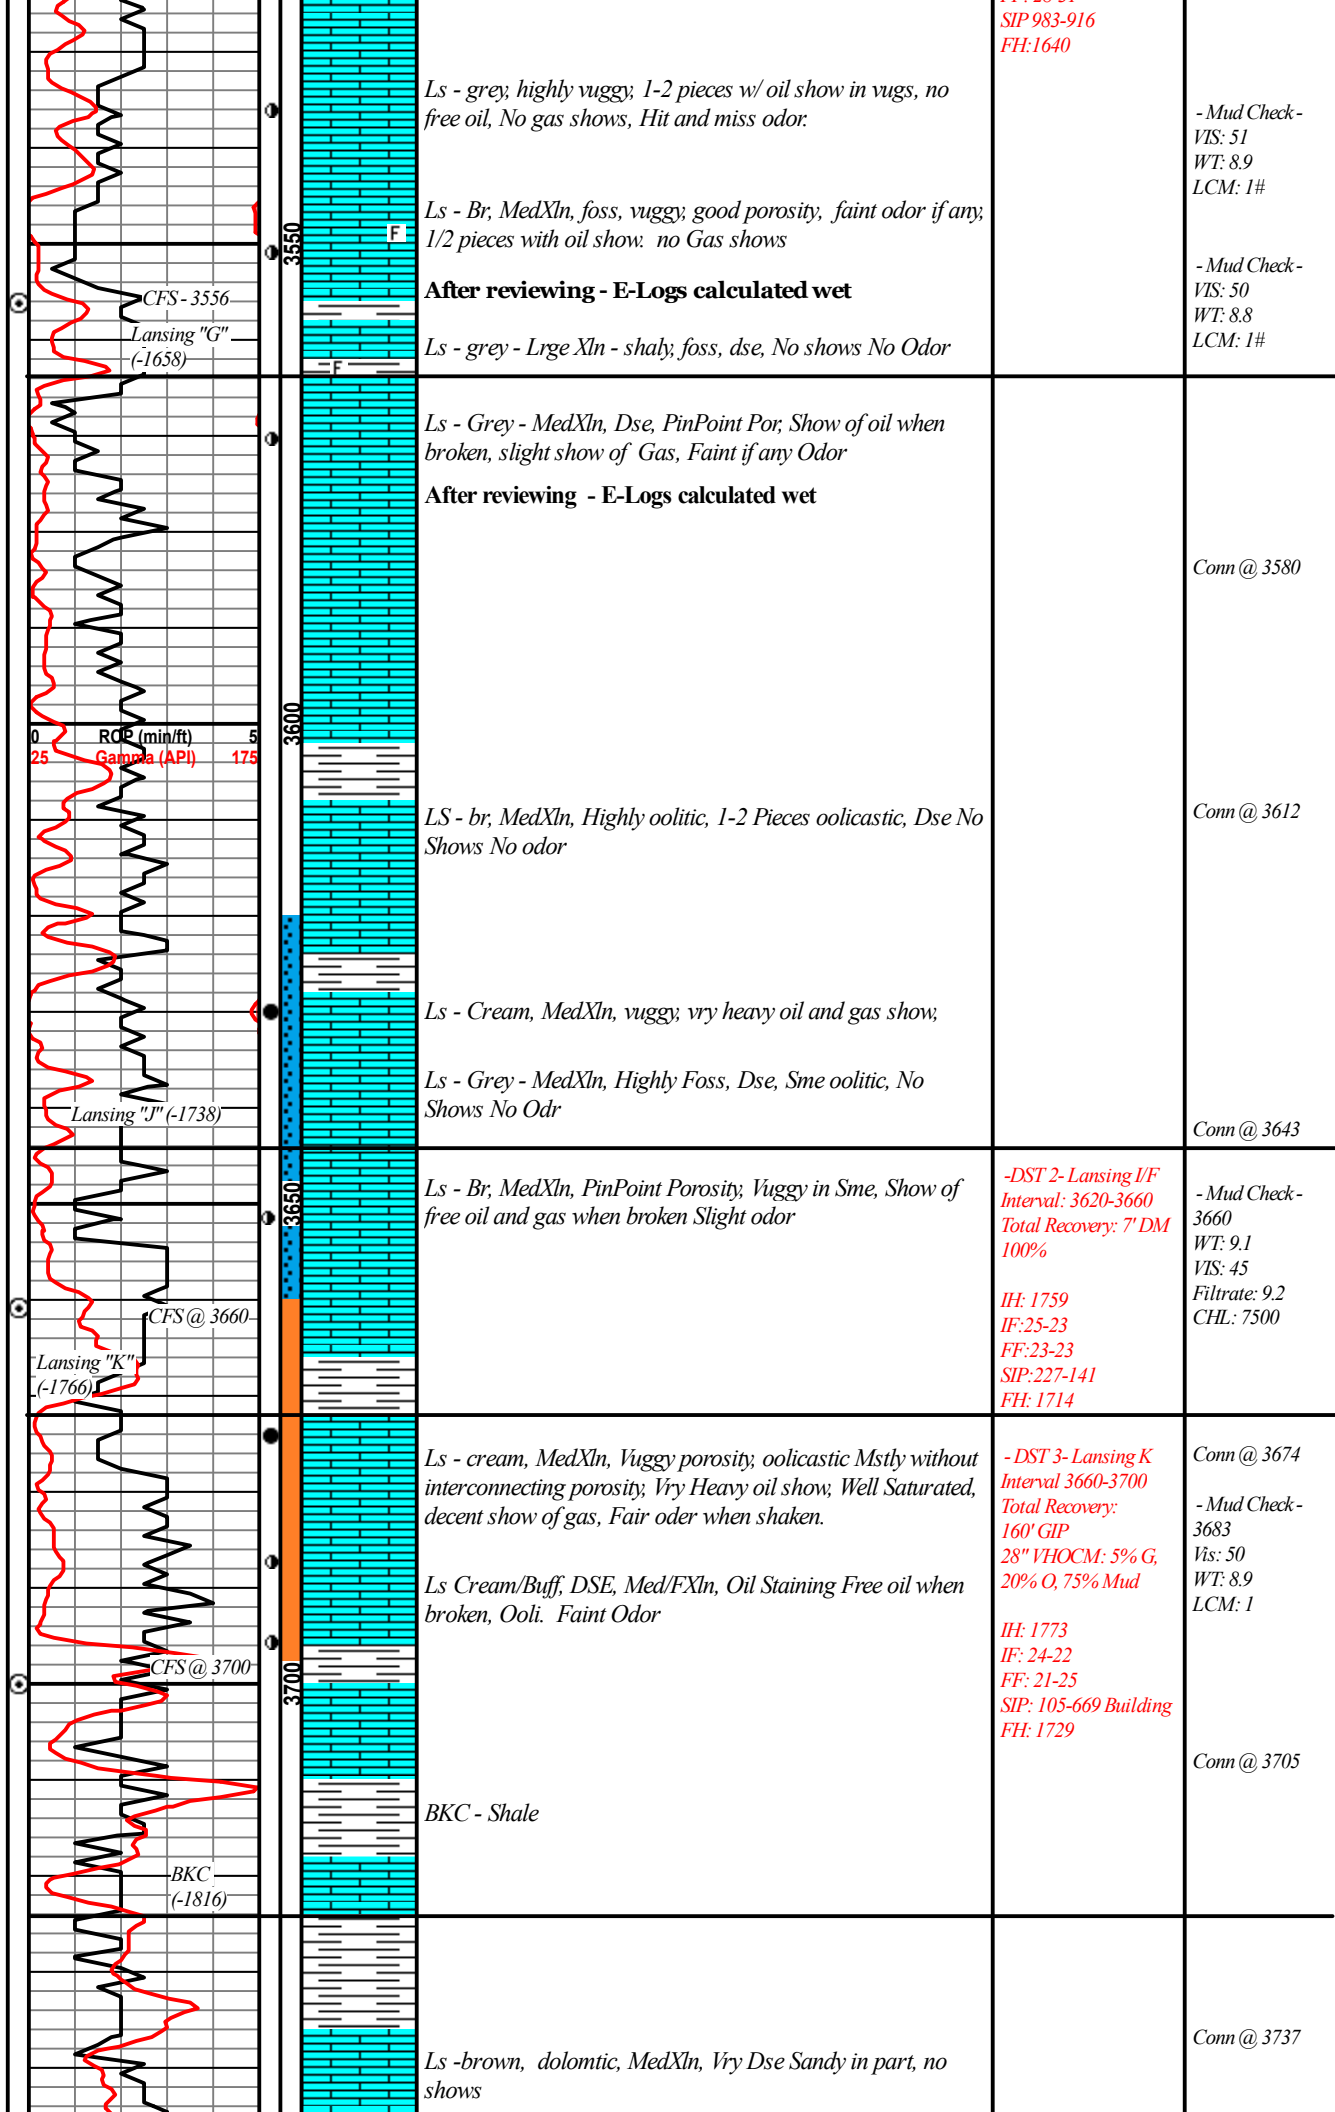 SIP 983-916
FH:1640
Ls - grey, highly vuggy, 1-2 pieces w/ oil show in vugs, no
free oil, No gas shows, Hit and miss odor.
- Mud Check -
VIS: 51
WT: 8.9
LCM: 1#
Ls - Br, MedXln, foss, vuggy, good porosity, faint odor if any,
1/2 pieces with oil show. no Gas shows
F
3550
After reviewing - E-Logs calculated wet
- Mud Check -
VIS: 50
WT: 8.8
LCM: 1#
CFS - 3556
Lansing "G"
(-1658)
Ls - grey - Lrge Xln - shaly, foss, dse, No shows No Odor
F
Ls - Grey - MedXln, Dse, PinPoint Por, Show of oil when
broken, slight show of Gas, Faint if any Odor
After reviewing - E-Logs calculated wet
Conn @ 3580
3600
0 ROP (min/ft) 5
25 Gamma (API) 175
LS - br, MedXln, Highly oolitic, 1-2 Pieces oolicastic, Dse No
Shows No odor
Conn @ 3612
Ls - Cream, MedXln, vuggy, vry heavy oil and gas show,
Ls - Grey - MedXln, Highly Foss, Dse, Sme oolitic, No
Shows No Odr
Lansing "J" (-1738)
Conn @ 3643
3650
Ls - Br, MedXln, PinPoint Porosity, Vuggy in Sme, Show of
free oil and gas when broken Slight odor
-DST 2- Lansing I/F
Interval: 3620-3660
Total Recovery: 7' DM
100%
IH: 1759
IF:25-23
FF:23-23
SIP:227-141
FH: 1714
- Mud Check -
3660
WT: 9.1
VIS: 45
Filtrate: 9.2
CHL: 7500
CFS @ 3660
Lansing "K"
(-1766)
Ls - cream, MedXln, Vuggy porosity, oolicastic Mstly without
interconnecting porosity, Vry Heavy oil show, Well Saturated,
decent show of gas, Fair oder when shaken.
Ls Cream/Buff, DSE, Med/FXln, Oil Staining Free oil when
broken, Ooli. Faint Odor
- DST 3- Lansing K
Interval 3660-3700
Total Recovery:
160' GIP
28" VHOCM: 5% G,
20% O, 75% Mud
IH: 1773
IF: 24-22
FF: 21-25
SIP: 105-669 Building
FH: 1729
Conn @ 3674
- Mud Check -
3683
Vis: 50
WT: 8.9
LCM: 1
CFS @ 3700
3700
Conn @ 3705
BKC - Shale
BKC
(-1816)
Conn @ 3737
Ls -brown, dolomtic, MedXln, Vry Dse Sandy in part, no
shows